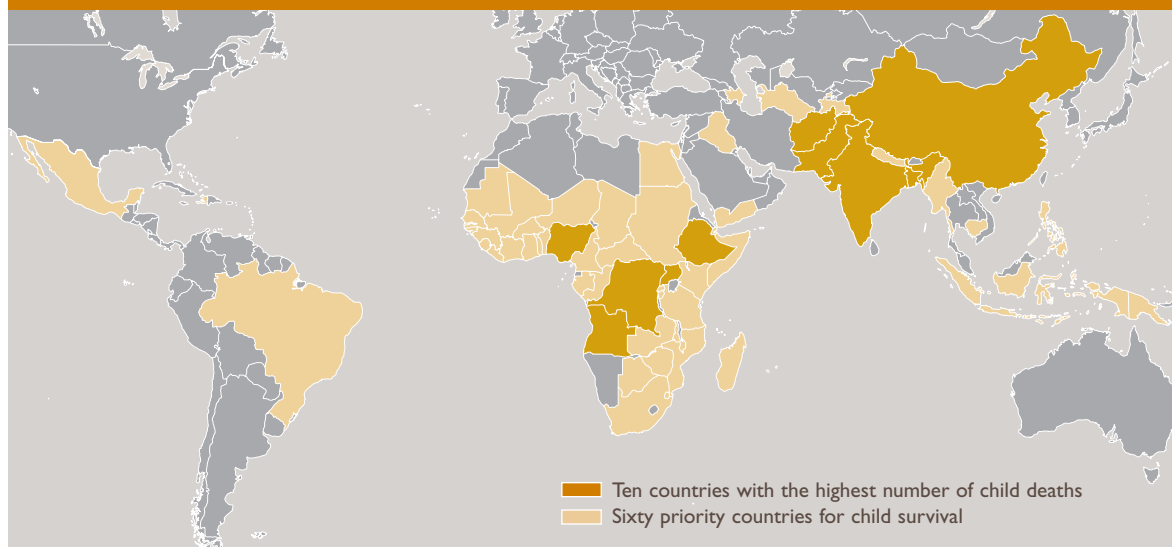 Ten countries with the highest number of child deaths
Sixty priority countries for child survival